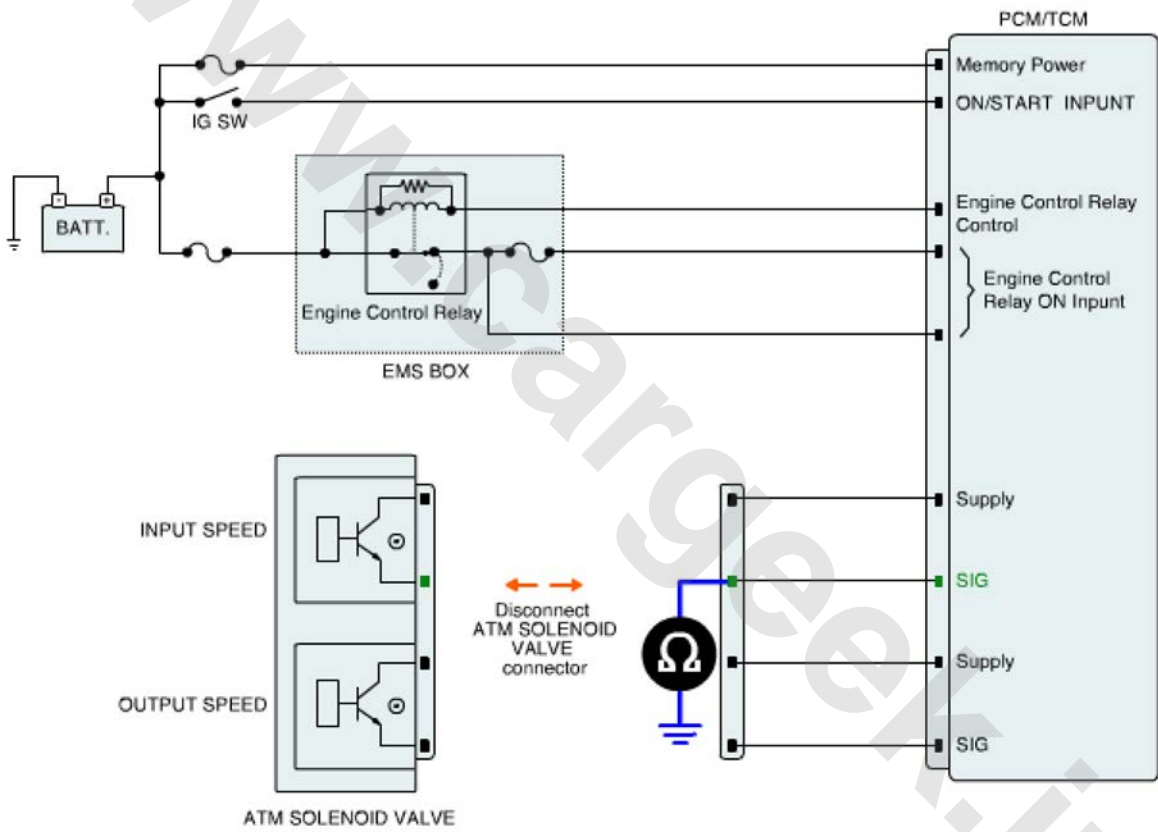 PCM/TCM
Memory Power
ON/START INPUNT
IG SW
- +
BATT.
Engine Control Relay
Control
Engine Control
Relay ON Inpunt
Engine Control Relay
EMS BOX
INPUT SPEED
Supply
SIG
Disconnect
ATM SOLENOID
VALVE
connector
Ω
OUTPUT SPEED
Supply
SIG
ATM SOLENOID VALVE
www.cargeek.i